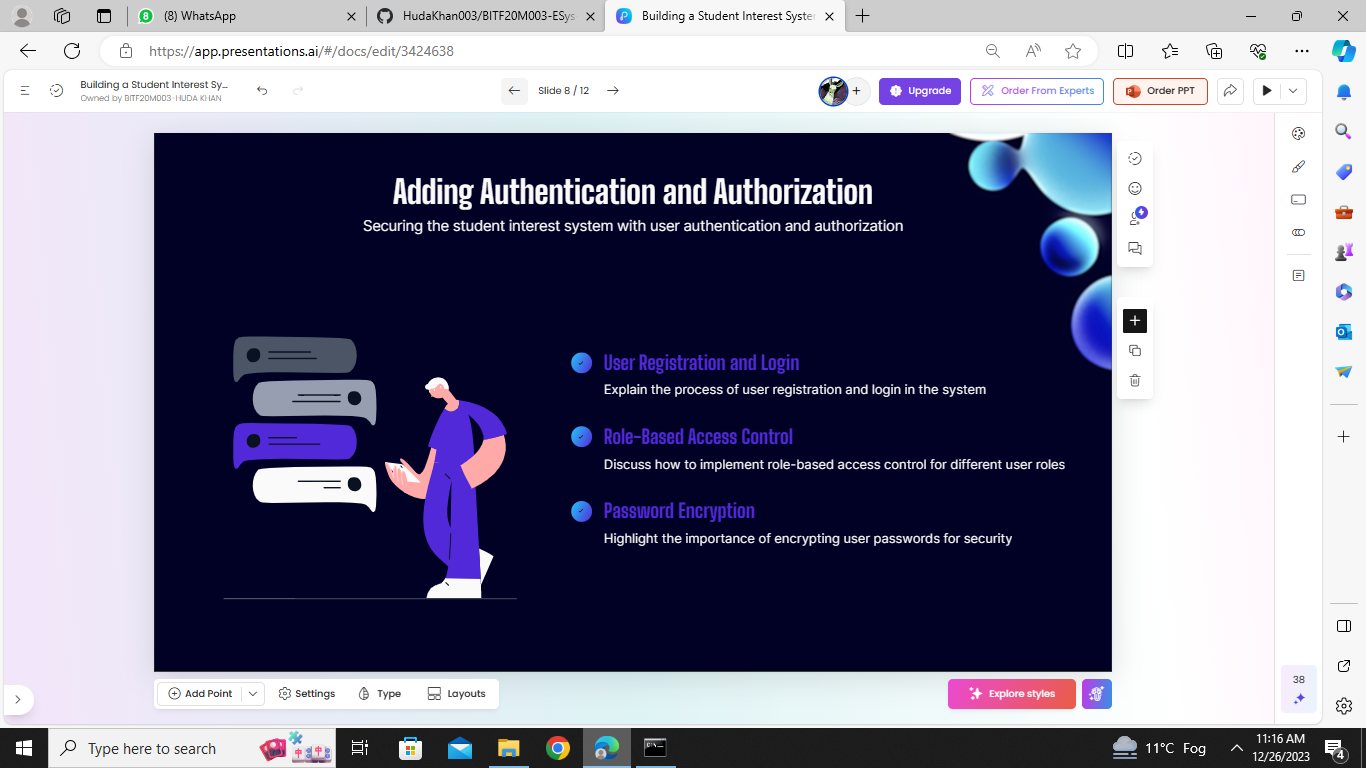 (8) WhatsApp
HudaKhan003/BITF20M003-ESys
Building a Student Interest Syste
https://app.presentations.ai/#/docs/edit/3424638
Building a Student Interest Sy...
Owned by BITF20M003-HUDA KHAN
Slide 8 / 12
Upgrade
Order From Experts
Order PPT
Adding Authentication and Authorization
Securing the student interest system with user authentication and authorization
User Registration and Login
Explain the process of user registration and login in the system
Role-Based Access Control
Discuss how to implement role-based access control for different user roles
Password Encryption
Highlight the importance of encrypting user passwords for security
Add Point
Settings
Type
Layouts
Explore styles
38
Type here to search
11°C Fog
11:16 AM
12/26/2023
4